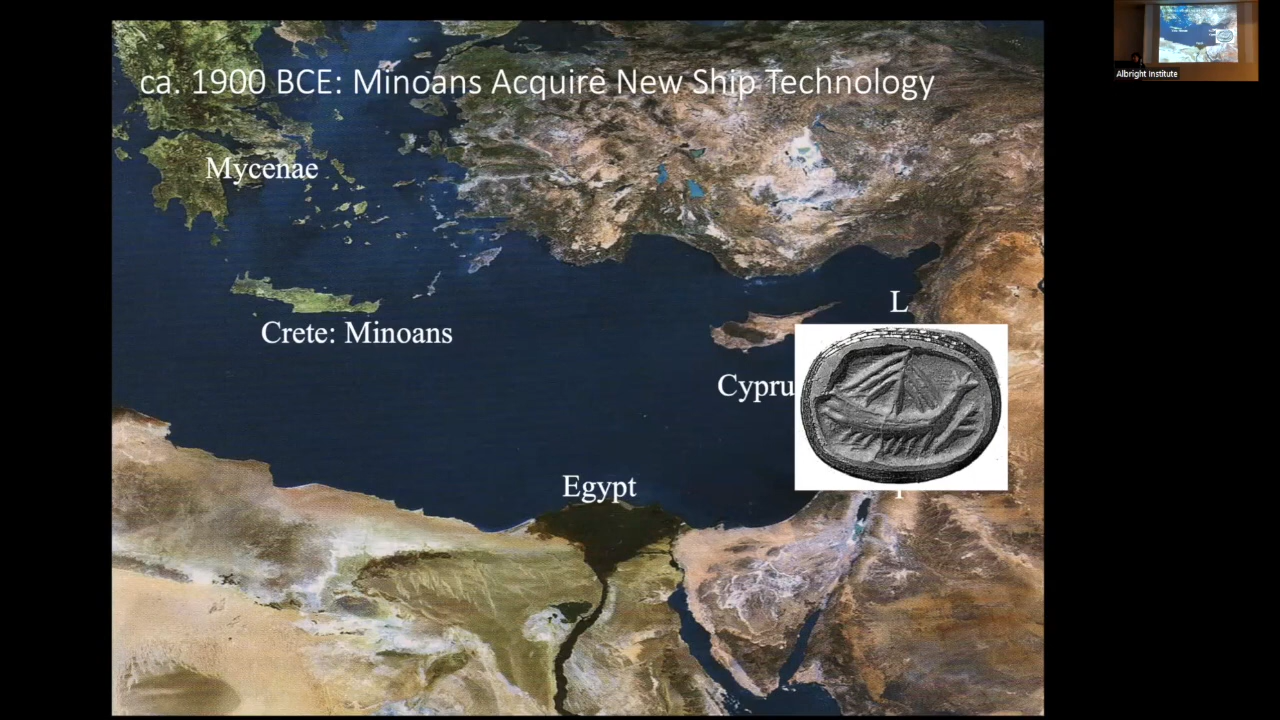 ca. 1900 BCE: Minoans Acquire New Ship Technology
Mycenae
L
Crete: Minoans
Cypru
Egypt
Albright Institute